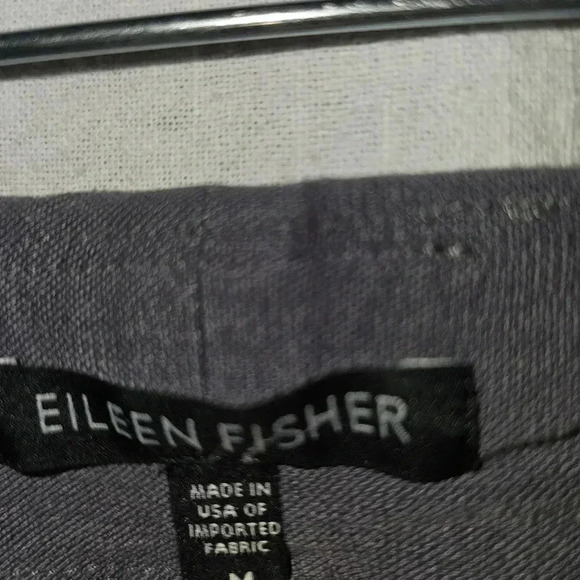 EILEEN FISHER
MADE IN
USA OF
IMPORTED
FABRIC
M